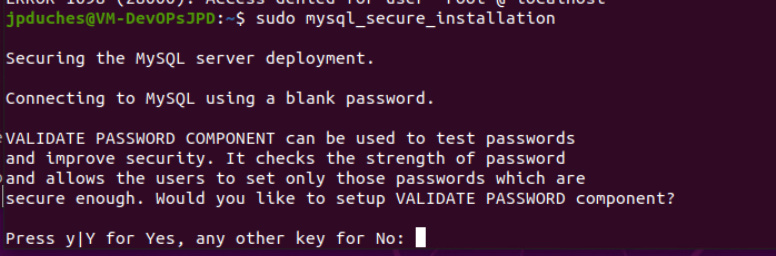 ERROR 1698 (28000): Access denied for user 'root'@'localhost'
jpduches@VM-DevOPsJPD:~$ sudo mysql_secure_installation
Securing the MySQL server deployment.
Connecting to MySQL using a blank password.
VALIDATE PASSWORD COMPONENT can be used to test passwords
and improve security. It checks the strength of password
and allows the users to set only those passwords which are
secure enough. Would you like to setup VALIDATE PASSWORD component?
Press y|Y for Yes, any other key for No: